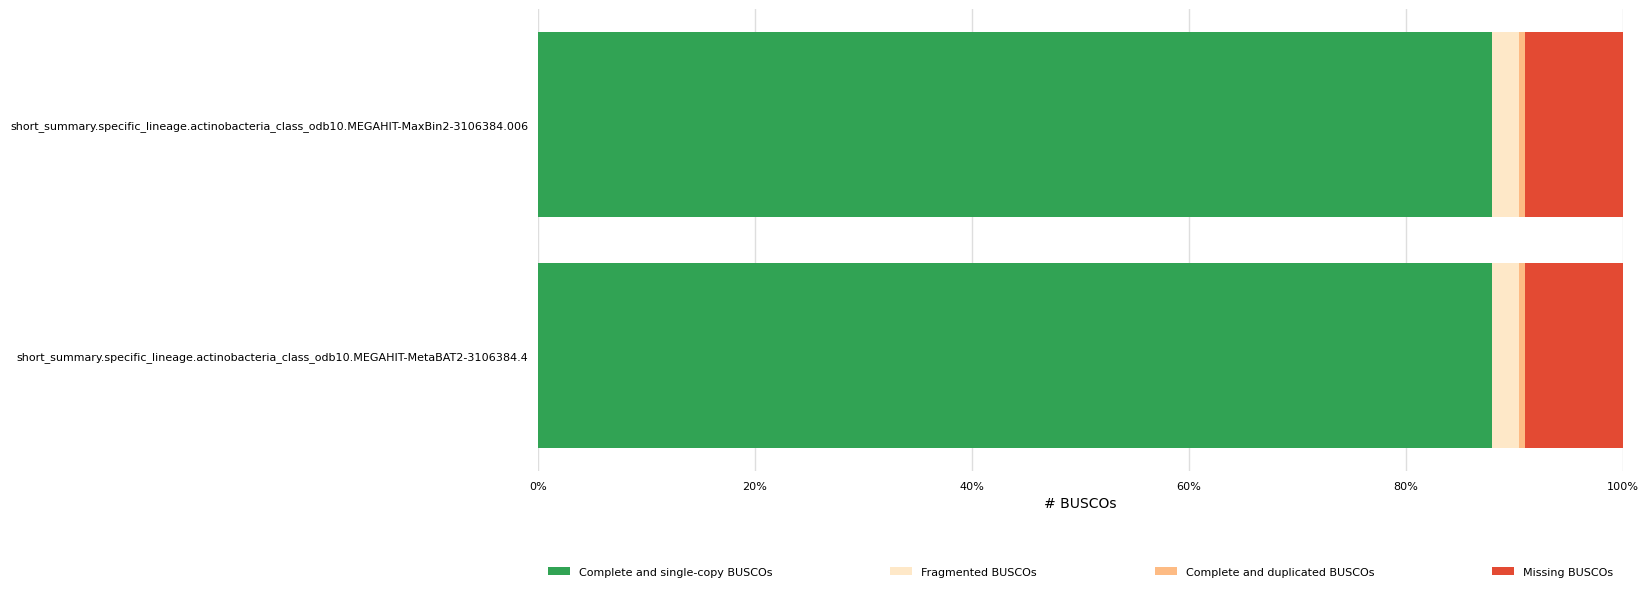 short_summary.specific_lineage.actinobacteria_class_odb10.MEGAHIT-MaxBin2-3106384.006
short_summary.specific_lineage.actinobacteria_class_odb10.MEGAHIT-MetaBAT2-3106384.4
0% 20% 40% 60% 80% 100%
# BUSCOs
Complete and single-copy BUSCOs Fragmented BUSCOs Complete and duplicated BUSCOs Missing BUSCOs